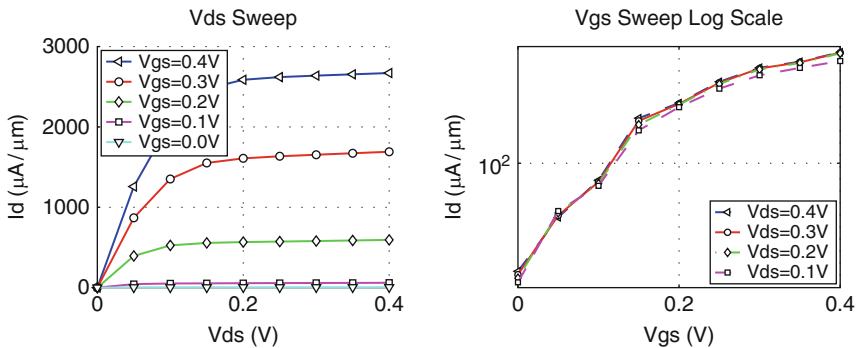 Vds Sweep
Id (μA/μm)
3000
2000
1000
0
Vgs=0.4V
Vgs=0.3V
Vgs=0.2V
Vgs=0.1V
Vgs=0.0V
0 0.2 0.4
Vds (V)
Vgs Sweep Log Scale
Id (μA/μm)
10²
Vds=0.4V
Vds=0.3V
Vds=0.2V
Vds=0.1V
0 0.2 0.4
Vgs (V)